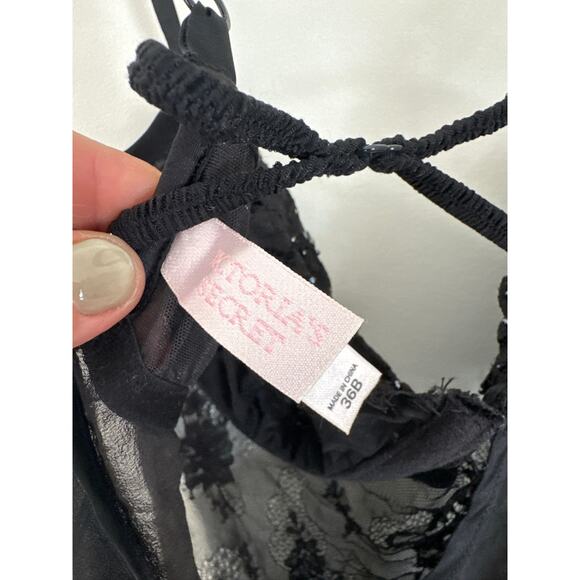 VICTORIA'S
SECRET
MADE IN CHINA
36B